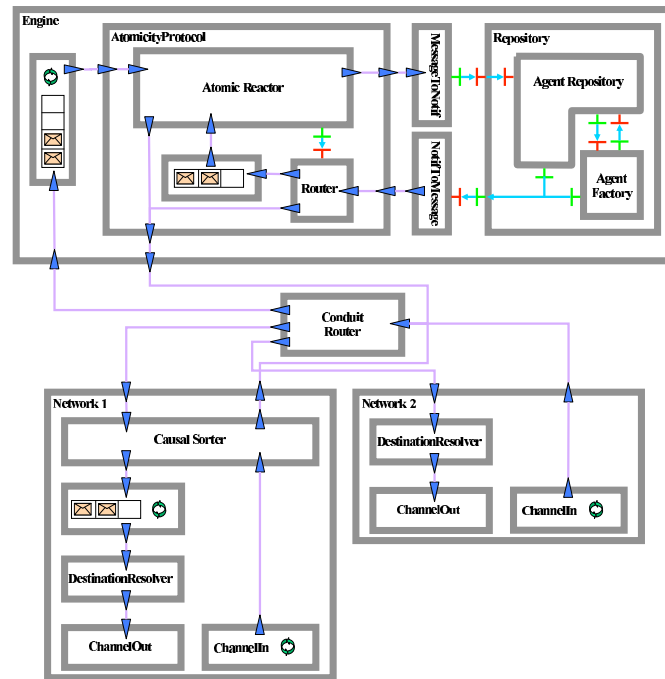 Engine
AtomicityProtocol
Atomic Reactor
MessageToNotif
Repository
Agent Repository
NotifToMessage
Router
Agent
Factory
Conduit
Router
Network 1
Causal Sorter
DestinationResolver
ChannelOut
ChannelIn
Network 2
DestinationResolver
ChannelOut
ChannelIn